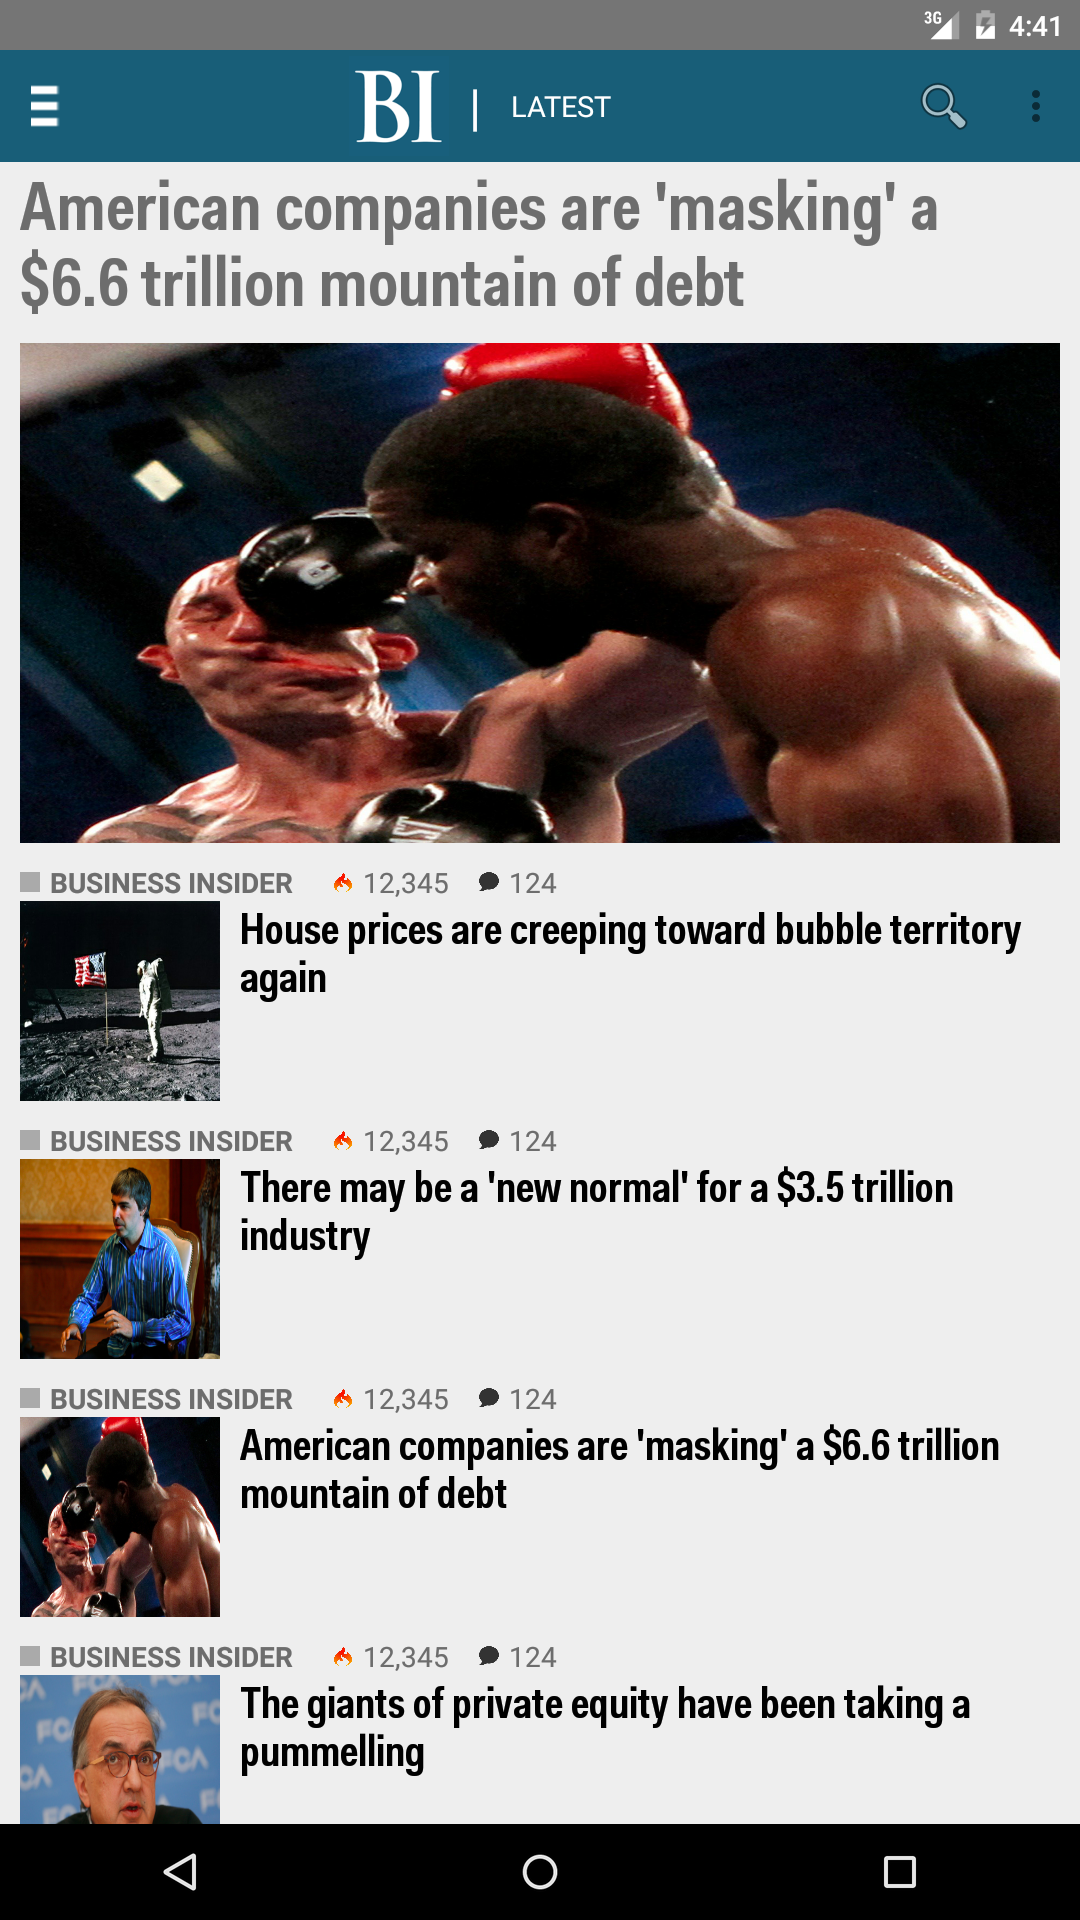 3G 4:41
BI | LATEST
American companies are 'masking' a
$6.6 trillion mountain of debt
BUSINESS INSIDER 12,345 124
House prices are creeping toward bubble territory
again
BUSINESS INSIDER 12,345 124
There may be a 'new normal' for a $3.5 trillion
industry
BUSINESS INSIDER 12,345 124
American companies are 'masking' a $6.6 trillion
mountain of debt
BUSINESS INSIDER 12,345 124
The giants of private equity have been taking a
pummelling
FCA
FCA